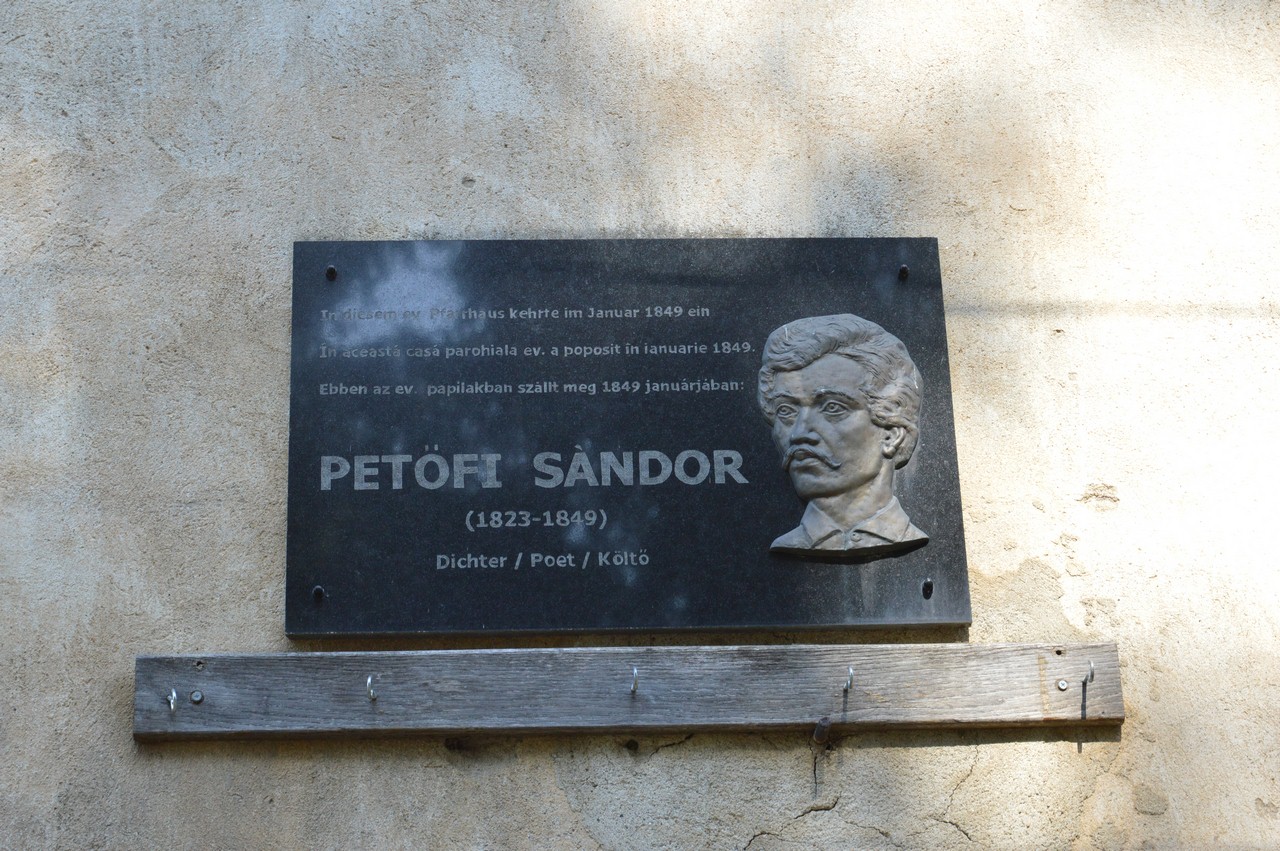 In diesem ev. Pfarrhaus kehrte im Januar 1849 ein
În această casă parohială ev. a poposit în ianuarie 1849.
Ebben az ev. papilakban szállt meg 1849 januárjában:
PETÖFI SÀNDOR
(1823-1849)
Dichter / Poet / Költő